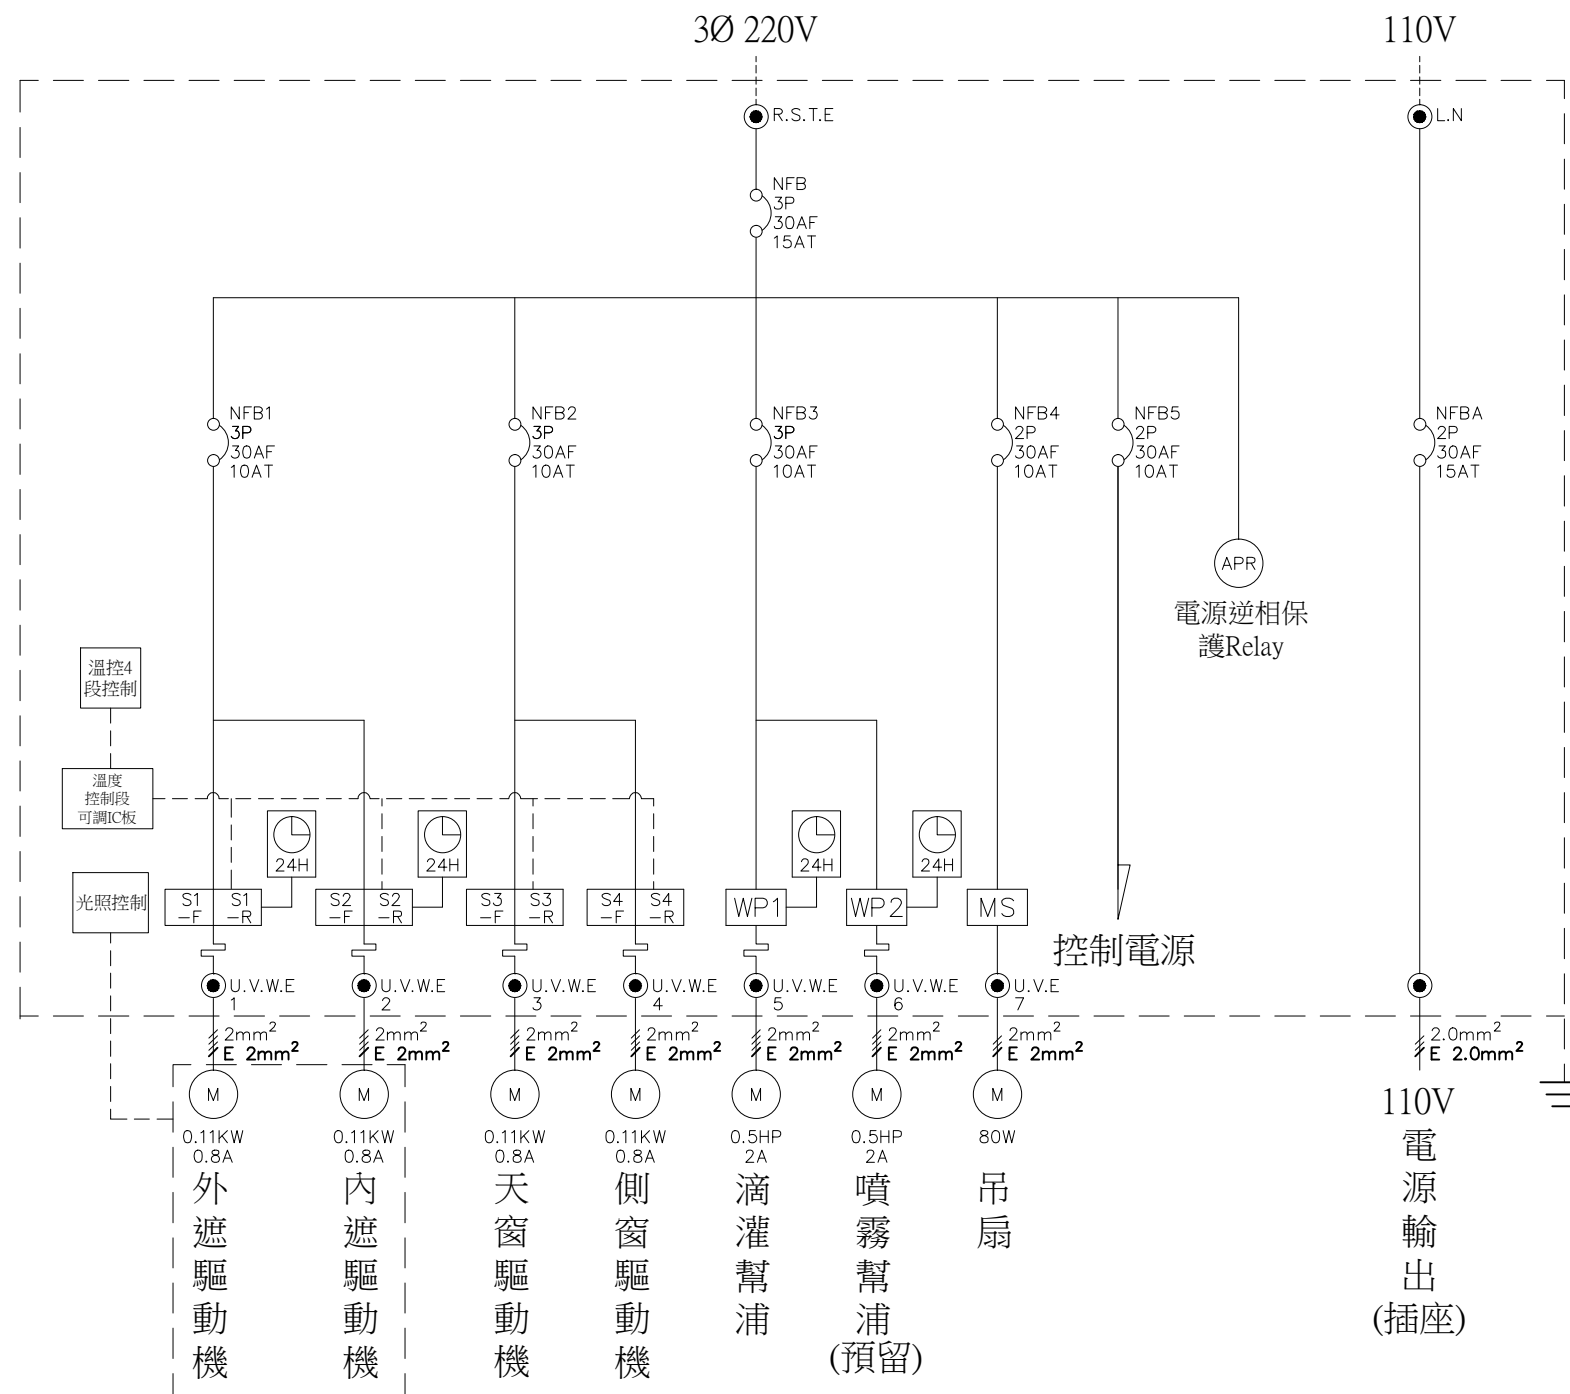 3Ø 220V
110V
R.S.T.E
L.N
NFB
3P
30AF
15AT
NFB1
3P
30AF
10AT
NFB2
3P
30AF
10AT
NFB3
3P
30AF
10AT
NFB4
2P
30AF
10AT
NFB5
2P
30AF
10AT
NFBA
2P
30AF
15AT
APR
電源逆相保
護Relay
溫控4
段控制
溫度
控制段
可調IC板
光照控制
24H
24H
24H
24H
S1
-F
S1
-R
S2
-F
S2
-R
S3
-F
S3
-R
S4
-F
S4
-R
WP1
WP2
MS
控制電源
U.V.W.E
1
U.V.W.E
2
U.V.W.E
3
U.V.W.E
4
U.V.W.E
5
U.V.W.E
6
U.V.E
7
2mm²
E 2mm²
2mm²
E 2mm²
2mm²
E 2mm²
2mm²
E 2mm²
2mm²
E 2mm²
2mm²
E 2mm²
2mm²
E 2mm²
2.0mm²
E 2.0mm²
M
0.11KW
0.8A
外遮驅動機
M
0.11KW
0.8A
內遮驅動機
M
0.11KW
0.8A
天窗驅動機
M
0.11KW
0.8A
側窗驅動機
M
0.5HP
2A
滴灌幫浦
M
0.5HP
2A
噴霧幫浦
(預留)
M
80W
吊扇
110V
電源輸出
(插座)